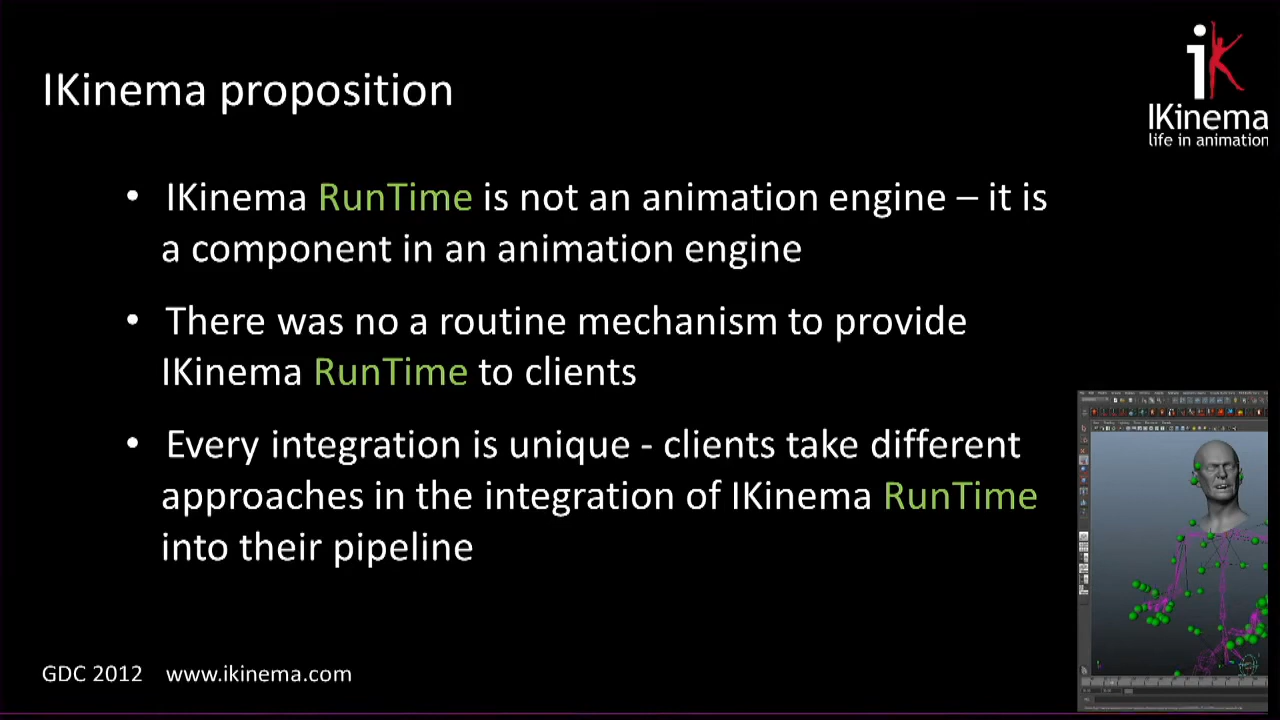 IKinema proposition
iK
IKinema
life in animation
• IKinema RunTime is not an animation engine – it is
a component in an animation engine
• There was no a routine mechanism to provide
IKinema RunTime to clients
• Every integration is unique - clients take different
approaches in the integration of IKinema RunTime
into their pipeline
GDC 2012 www.ikinema.com